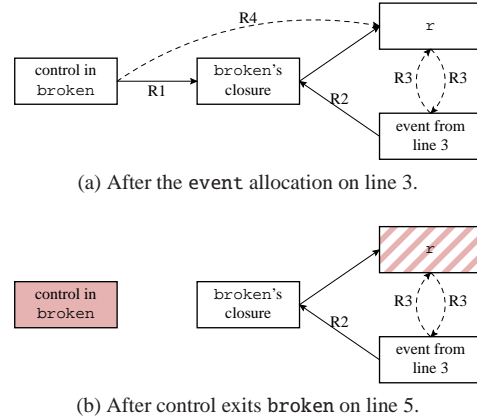 R4
r
control in
broken
R1
broken's
closure
R3
R3
R2
event from
line 3
(a) After the event allocation on line 3.
r
control in
broken
broken's
closure
R3
R3
R2
event from
line 3
(b) After control exits broken on line 5.